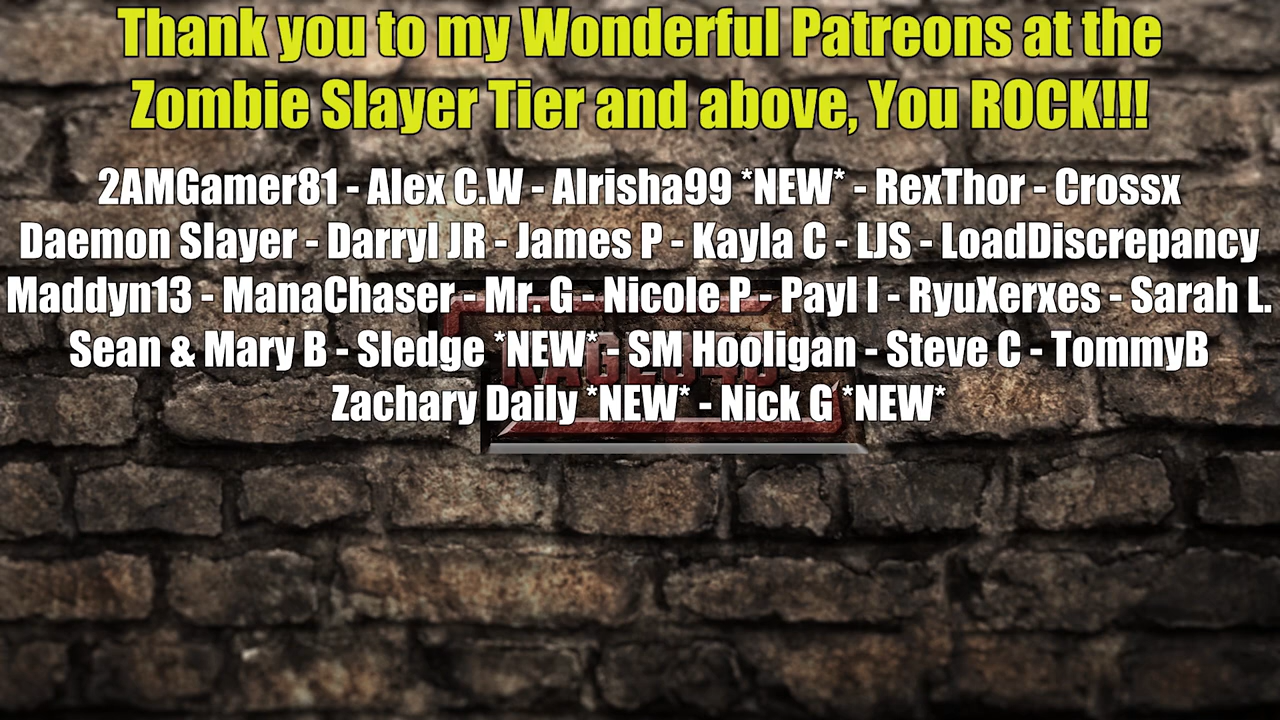 Thank you to my Wonderful Patreons at the
Zombie Slayer Tier and above, You ROCK!!!
2AMGamer81 - Alex C.W - Alrisha99 *NEW* - RexThor - Crossx
Daemon Slayer - Darryl JR - James P - Kayla C - LJS - LoadDiscrepancy
Maddyn13 - ManaChaser - Mr. G - Nicole P - Payl I - RyuXerxes - Sarah L.
Sean & Mary B - Sledge *NEW* - SM Hooligan - Steve C - TommyB
Zachary Daily *NEW* - Nick G *NEW*